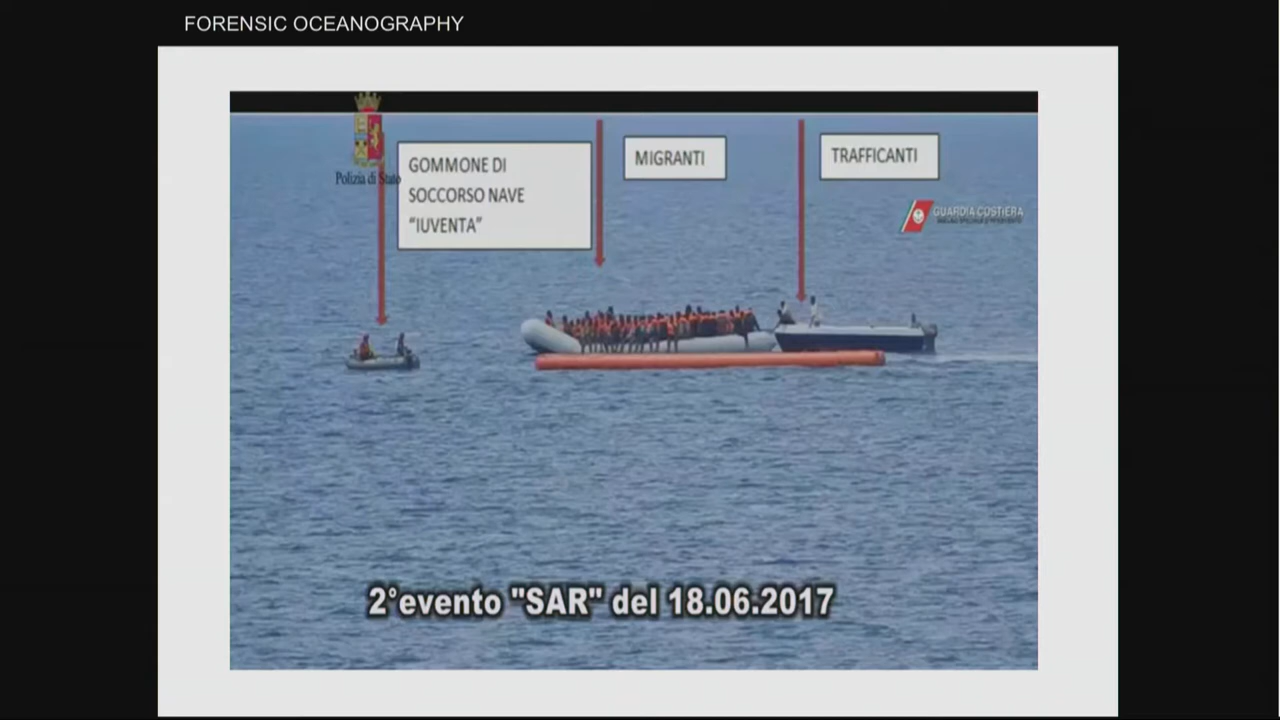 FORENSIC OCEANOGRAPHY
Polizia di Stato
GOMMONE DI
SOCCORSO NAVE
“IUVENTA”
MIGRANTI
TRAFFICANTI
GUARDIA COSTIERA
2°evento "SAR" del 18.06.2017